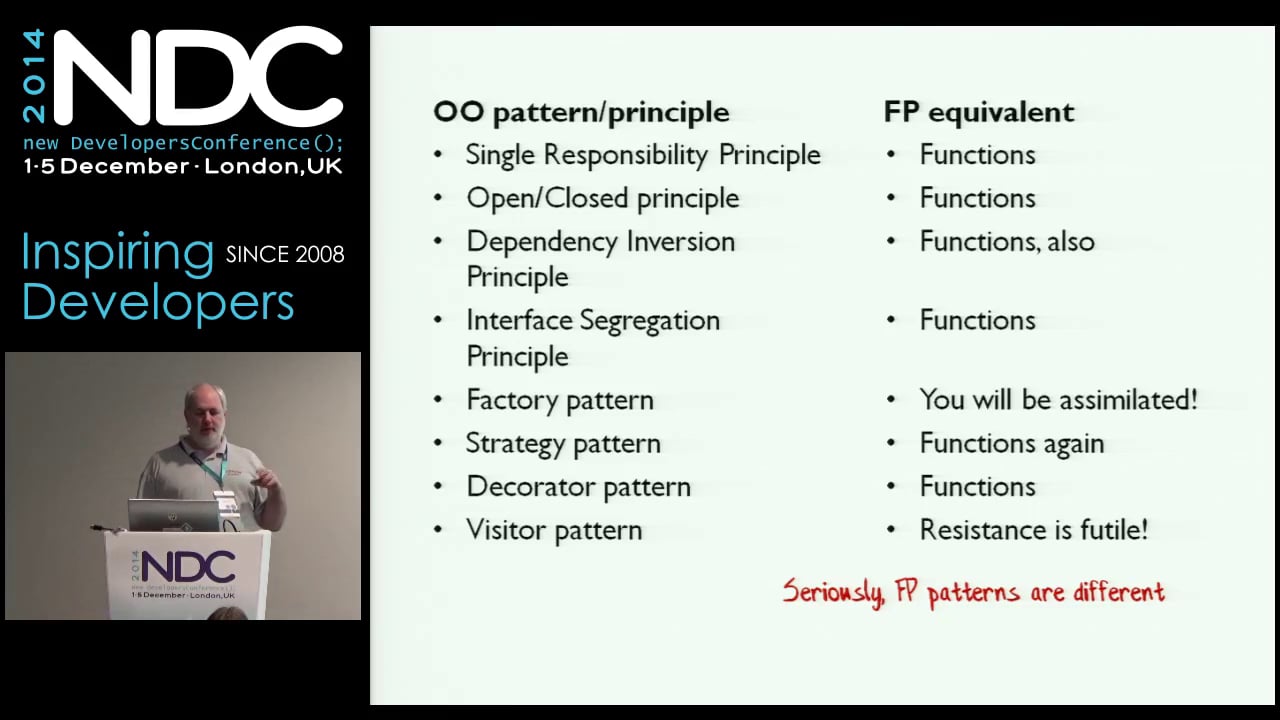 2014
NDC
new DevelopersConference();
1-5 December · London, UK
Inspiring SINCE 2008
Developers
OO pattern/principle
• Single Responsibility Principle
• Open/Closed principle
• Dependency Inversion
Principle
• Interface Segregation
Principle
• Factory pattern
• Strategy pattern
• Decorator pattern
• Visitor pattern
FP equivalent
• Functions
• Functions
• Functions, also
• Functions
• You will be assimilated!
• Functions again
• Functions
• Resistance is futile!
Seriously, FP patterns are different
2014
NDC
new DevelopersConference();
1-5 December · London, UK